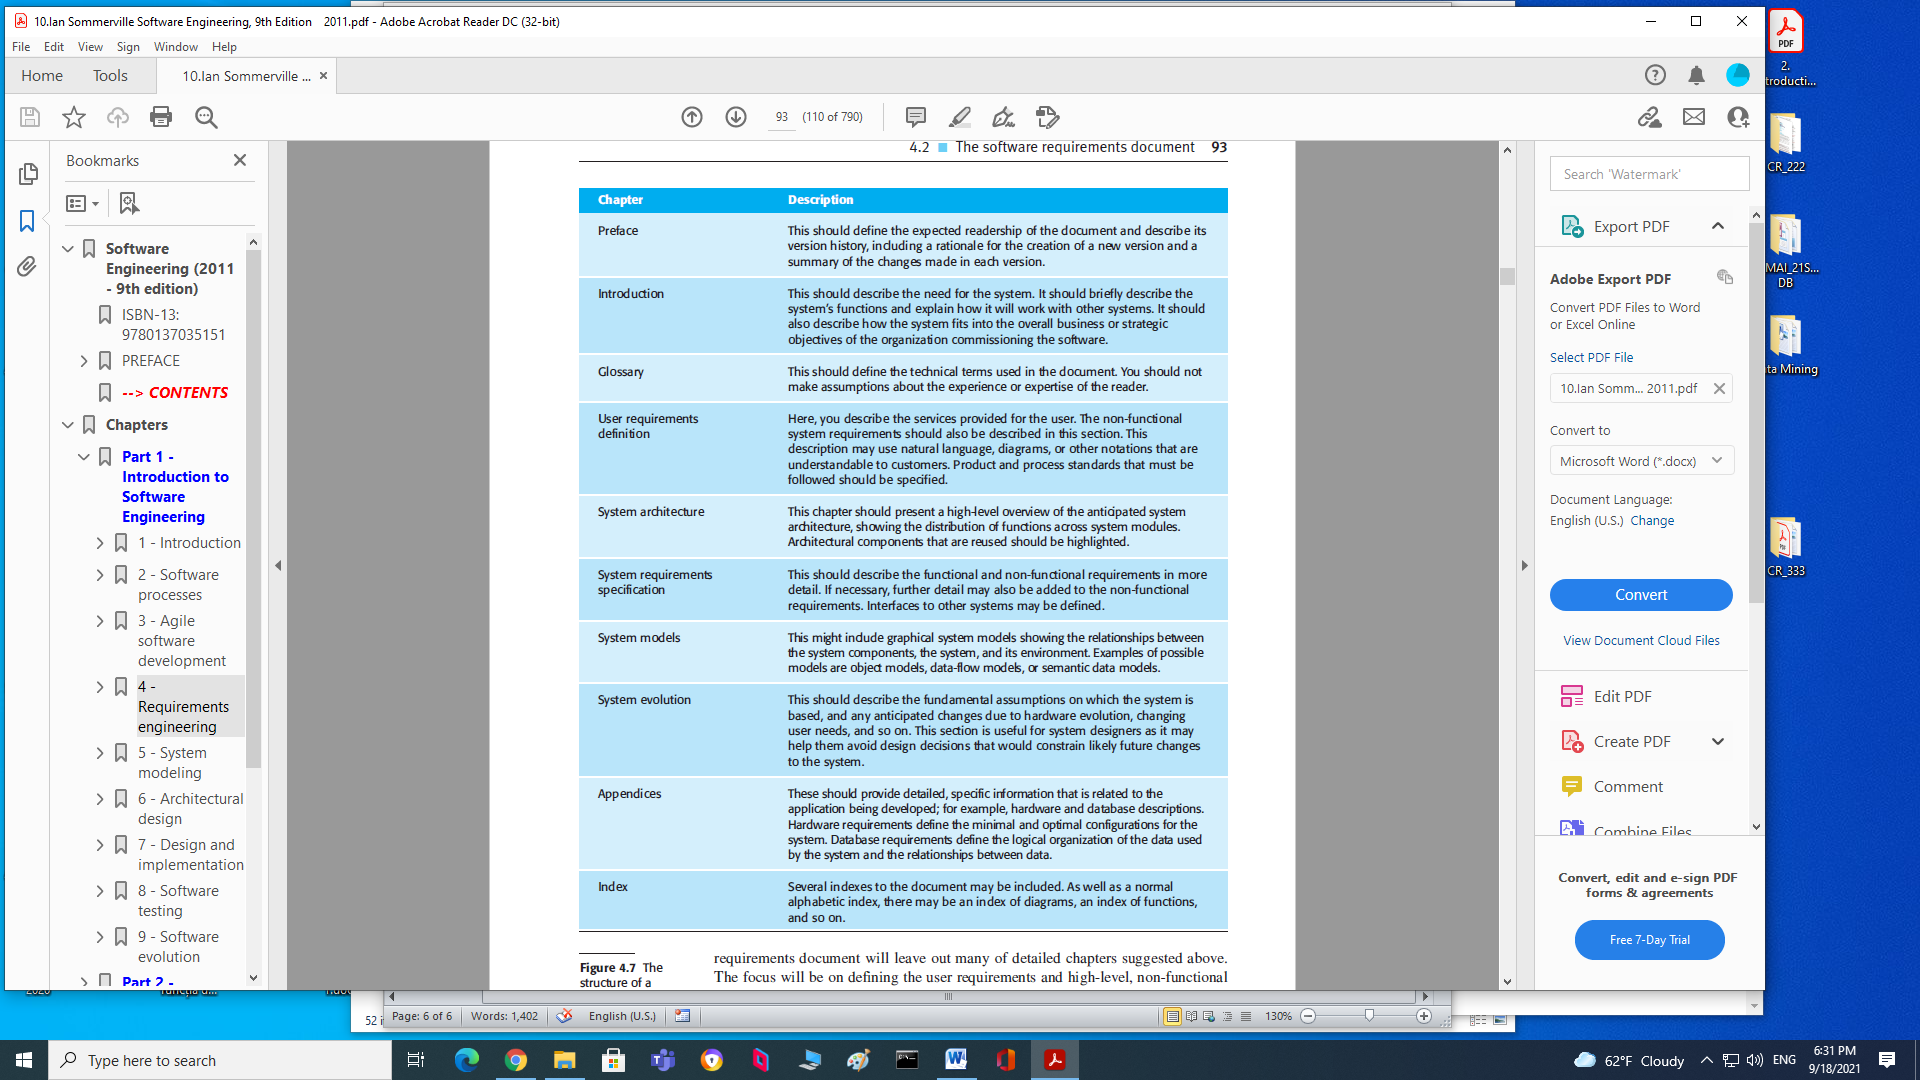 10.Ian Sommerville Software Engineering, 9th Edition 2011.pdf - Adobe Acrobat Reader DC (32-bit)
File Edit View Sign Window Help
Home Tools 10.Ian Sommerville ...
93 (110 of 790)
Bookmarks
Software
Engineering (2011
- 9th edition)
ISBN-13:
9780137035151
PREFACE
--> CONTENTS
Chapters
Part 1 -
Introduction to
Software
Engineering
1 - Introduction
2 - Software
processes
3 - Agile
software
development
4 -
Requirements
engineering
5 - System
modeling
6 - Architectural
design
7 - Design and
implementation
8 - Software
testing
9 - Software
evolution
Part 2 -
4.2 The software requirements document 93
Chapter Description
Preface This should define the expected readership of the document and describe its
version history, including a rationale for the creation of a new version and a
summary of the changes made in each version.
Introduction This should describe the need for the system. It should briefly describe the
system's functions and explain how it will work with other systems. It should
also describe how the system fits into the overall business or strategic
objectives of the organization commissioning the software.
Glossary This should define the technical terms used in the document. You should not
make assumptions about the experience or expertise of the reader.
User requirements Here, you describe the services provided for the user. The non-functional
definition system requirements should also be described in this section. This
description may use natural language, diagrams, or other notations that are
understandable to customers. Product and process standards that must be
followed should be specified.
System architecture This chapter should present a high-level overview of the anticipated system
architecture, showing the distribution of functions across system modules.
Architectural components that are reused should be highlighted.
System requirements This should describe the functional and non-functional requirements in more
specification detail. If necessary, further detail may also be added to the non-functional
requirements. Interfaces to other systems may be defined.
System models This might include graphical system models showing the relationships between
the system components, the system, and its environment. Examples of possible
models are object models, data-flow models, or semantic data models.
System evolution This should describe the fundamental assumptions on which the system is
based, and any anticipated changes due to hardware evolution, changing
user needs, and so on. This section is useful for system designers as it may
help them avoid design decisions that would constrain likely future changes
to the system.
Appendices These should provide detailed, specific information that is related to the
application being developed; for example, hardware and database descriptions.
Hardware requirements define the minimal and optimal configurations for the
system. Database requirements define the logical organization of the data used
by the system and the relationships between data.
Index Several indexes to the document may be included. As well as a normal
alphabetic index, there may be an index of diagrams, an index of functions,
and so on.
Figure 4.7 The
structure of a
requirements document will leave out many of detailed chapters suggested above.
The focus will be on defining the user requirements and high-level, non-functional
Search 'Watermark'
Export PDF
Adobe Export PDF
Convert PDF Files to Word
or Excel Online
Select PDF File
10.Ian Somm... 2011.pdf
Convert to
Microsoft Word (*.docx)
Document Language:
English (U.S.) Change
Convert
View Document Cloud Files
Edit PDF
Create PDF
Comment
Combine Files
Convert, edit and e-sign PDF
forms & agreements
Free 7-Day Trial
PDF
2.
troducti...
CR_222
MAI_21S...
DB
ta Mining
CR_333
52 i
Page: 6 of 6 Words: 1,402 English (U.S.) 130%
Type here to search
62°F Cloudy ENG
6:31 PM
9/18/2021